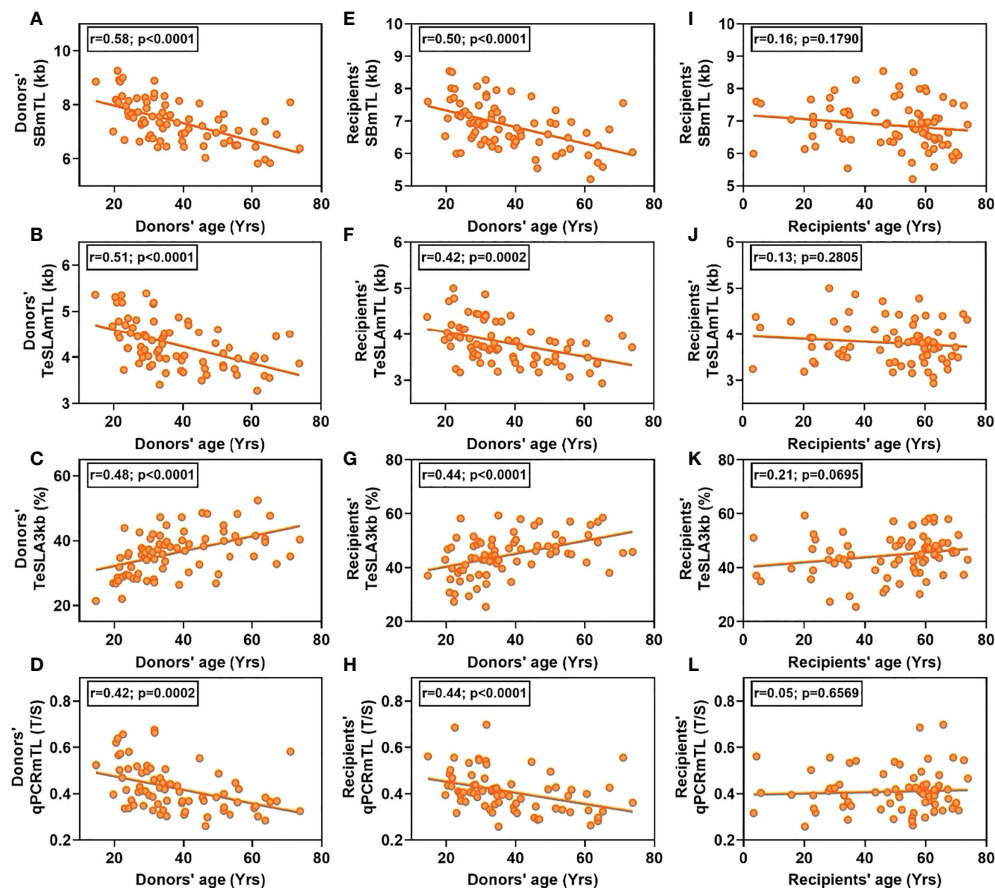 A
r=0.58; p<0.0001
Donors'
SBmTL (kb)
10
8
6
20 40 60 80
Donors' age (Yrs)
E
r=0.50; p<0.0001
Recipients'
SBmTL (kb)
10
9
8
7
6
5
0 20 40 60 80
Donors' age (Yrs)
I
r=0.16; p=0.1790
Recipients'
SBmTL (kb)
10
9
8
7
6
5
0 20 40 60 80
Recipients' age (Yrs)
B
r=0.51; p<0.0001
Donors'
TeSLAmTL (kb)
6
5
4
3
20 40 60 80
Donors' age (Yrs)
F
r=0.42; p=0.0002
Recipients'
TeSLAmTL (kb)
6
5
4
3
20 40 60 80
Donors' age (Yrs)
J
r=0.13; p=0.2805
Recipients'
TeSLAmTL (kb)
6
5
4
3
0 20 40 60 80
Recipients' age (Yrs)
C
r=0.48; p<0.0001
Donors'
TeSLA3kb (%)
60
40
20
20 40 60 80
Donors' age (Yrs)
G
r=0.44; p<0.0001
Recipients'
TeSLA3kb (%)
80
60
40
20
20 40 60 80
Donors' age (Yrs)
K
r=0.21; p=0.0695
Recipients'
TeSLA3kb (%)
80
60
40
20
0 20 40 60 80
Recipients' age (Yrs)
D
r=0.42; p=0.0002
Donors'
qPCRmTL (T/S)
0.8
0.6
0.4
0.2
20 40 60 80
Donors' age (Yrs)
H
r=0.44; p<0.0001
Recipients'
qPCRmTL (T/S)
0.8
0.6
0.4
0.2
20 40 60 80
Donors' age (Yrs)
L
r=0.05; p=0.6569
Recipients'
qPCRmTL (T/S)
0.8
0.6
0.4
0.2
0 20 40 60 80
Recipients' age (Yrs)